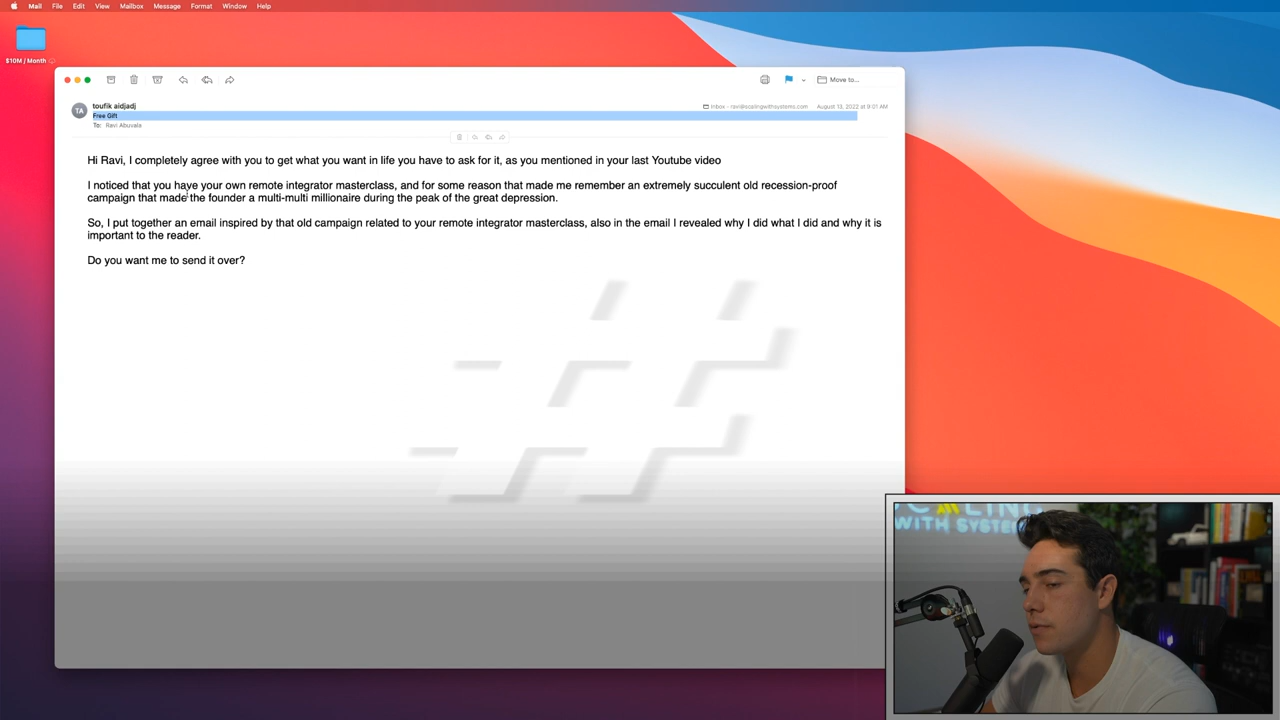 Mail File Edit View Mailbox Message Format Window Help
$10M / Month
Move to...
TA
toufik aidjadj
Inbox - ravi@scalingwithsystems.com August 13, 2022 at 9:01 AM
Free Gift
To: Ravi Abuvala
Hi Ravi, I completely agree with you to get what you want in life you have to ask for it, as you mentioned in your last Youtube video
I noticed that you have your own remote integrator masterclass, and for some reason that made me remember an extremely succulent old recession-proof
campaign that made the founder a multi-multi millionaire during the peak of the great depression.
So, I put together an email inspired by that old campaign related to your remote integrator masterclass, also in the email I revealed why I did what I did and why it is
important to the reader.
Do you want me to send it over?
WITH SYSTEM